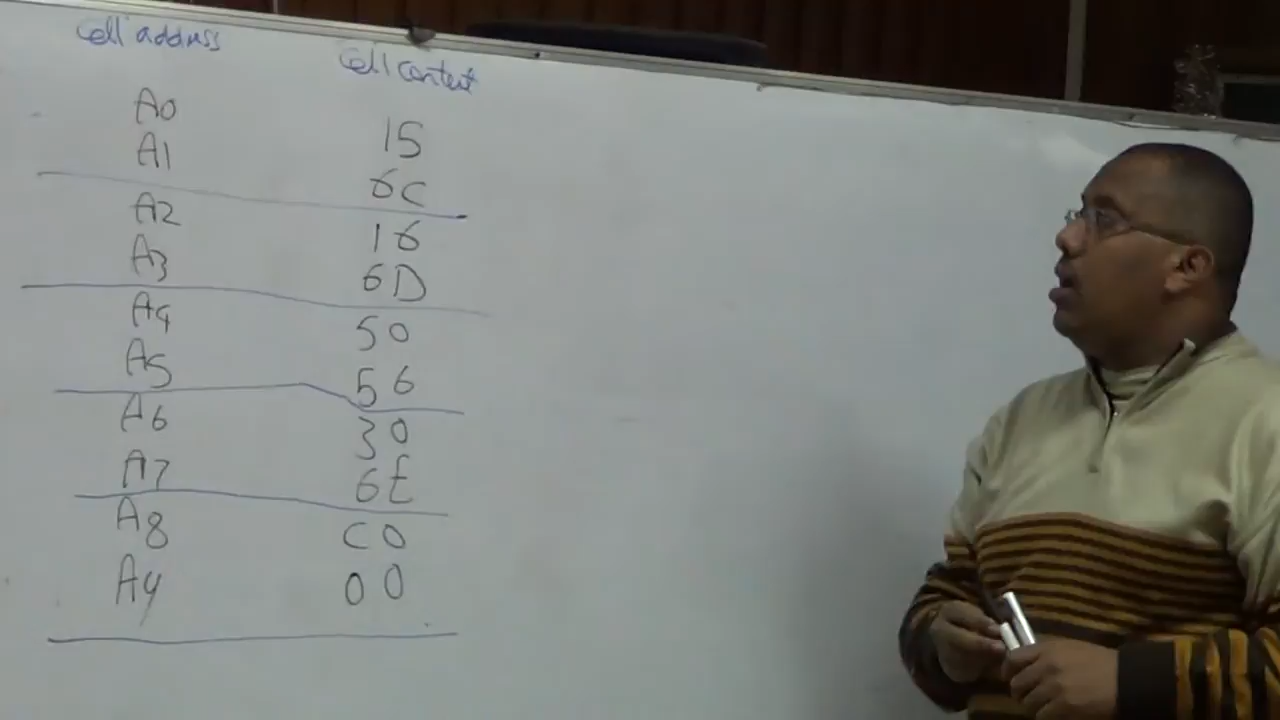 Cell address Cell content
A0 15
A1 6C
A2 16
A3 6D
A4 50
A5 56
A6 30
A7 6E
A8 C0
A9 00